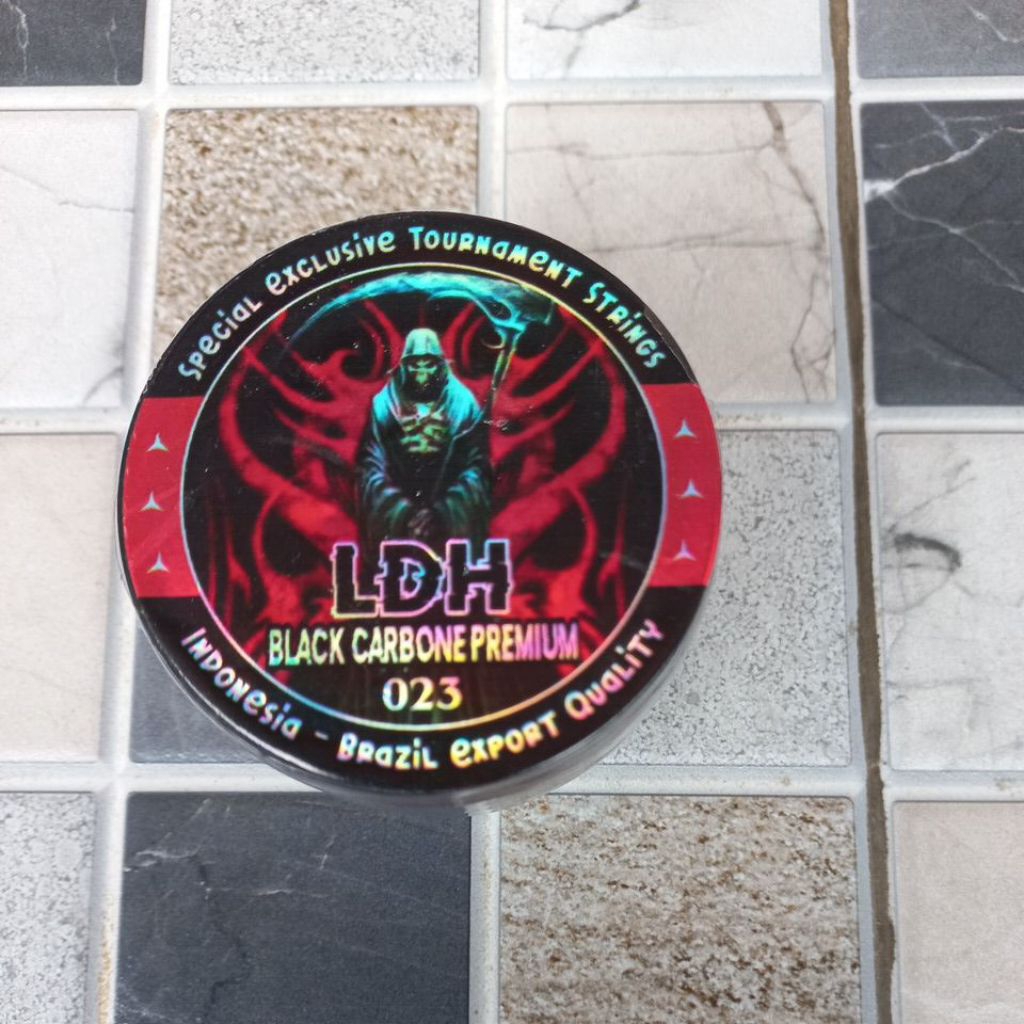 Special Exclusive Tournament Strings
LDH
BLACK CARBONE PREMIUM
023
Indonesia - Brazil Export Quality